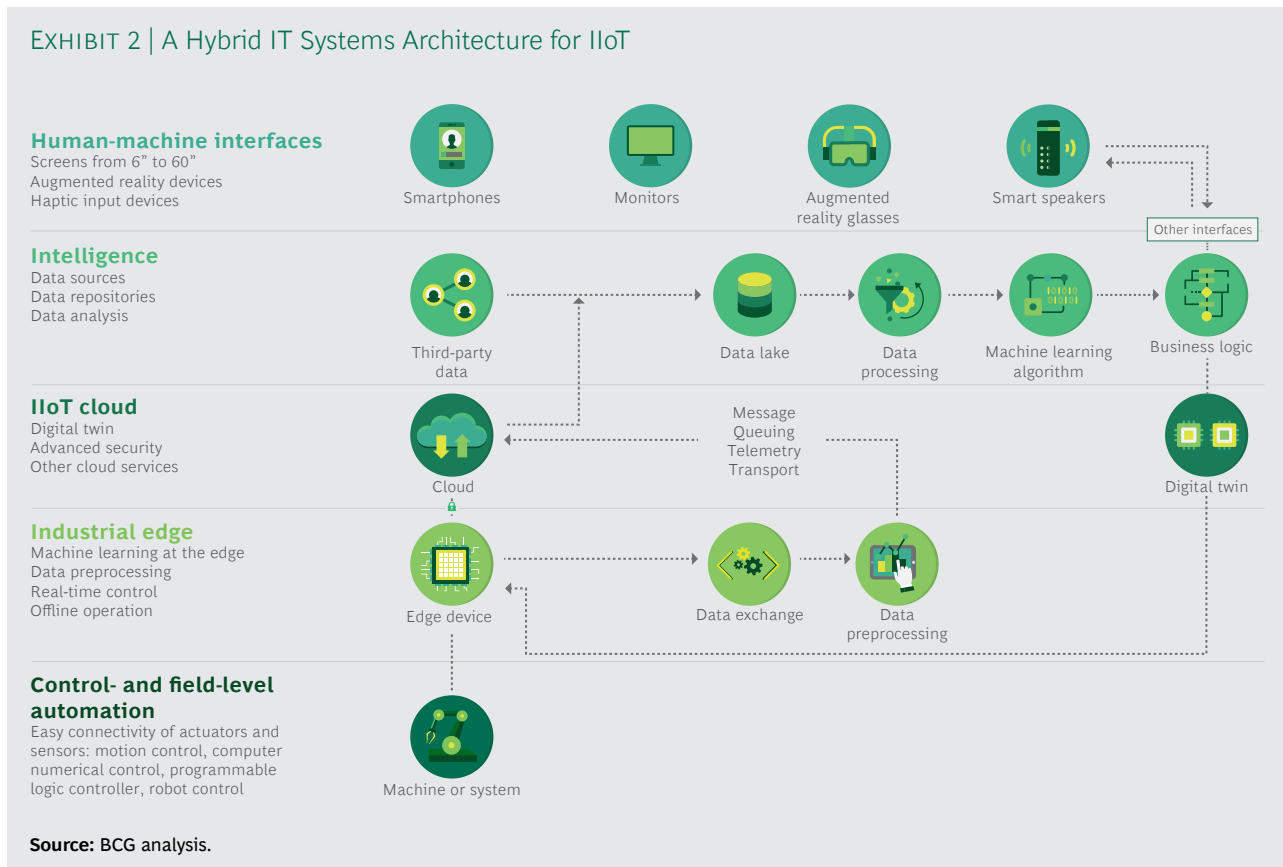 EXHIBIT 2 | A Hybrid IT Systems Architecture for IIoT
Human-machine interfaces
Screens from 6” to 60”
Augmented reality devices
Haptic input devices
Smartphones
Monitors
Augmented
reality glasses
Smart speakers
Other interfaces
Intelligence
Data sources
Data repositories
Data analysis
Third-party
data
Data lake
Data
processing
Machine learning
algorithm
Business logic
IIoT cloud
Digital twin
Advanced security
Other cloud services
Cloud
Message
Queuing
Telemetry
Transport
Digital twin
Industrial edge
Machine learning at the edge
Data preprocessing
Real-time control
Offline operation
Edge device
Data exchange
Data
preprocessing
Control- and field-level
automation
Easy connectivity of actuators and
sensors: motion control, computer
numerical control, programmable
logic controller, robot control
Machine or system
Source: BCG analysis.
01010
010101